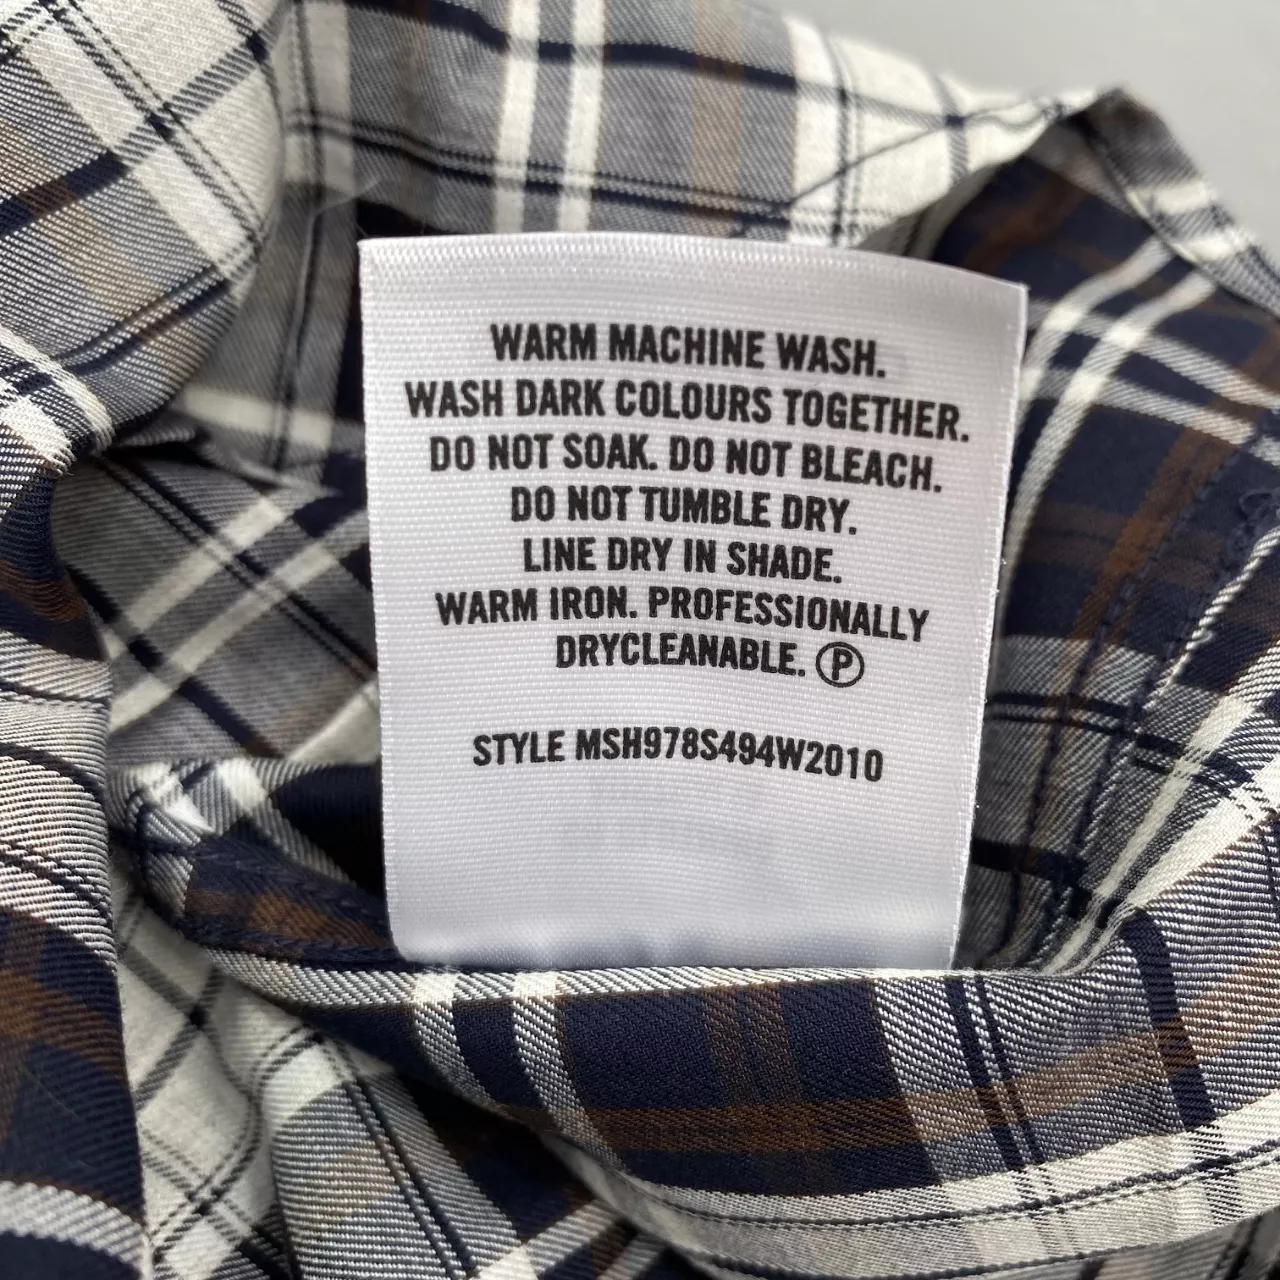 WARM MACHINE WASH.
WASH DARK COLOURS TOGETHER.
DO NOT SOAK. DO NOT BLEACH.
DO NOT TUMBLE DRY.
LINE DRY IN SHADE.
WARM IRON. PROFESSIONALLY
DRYCLEANABLE. Ⓟ
STYLE MSH978S494W2010